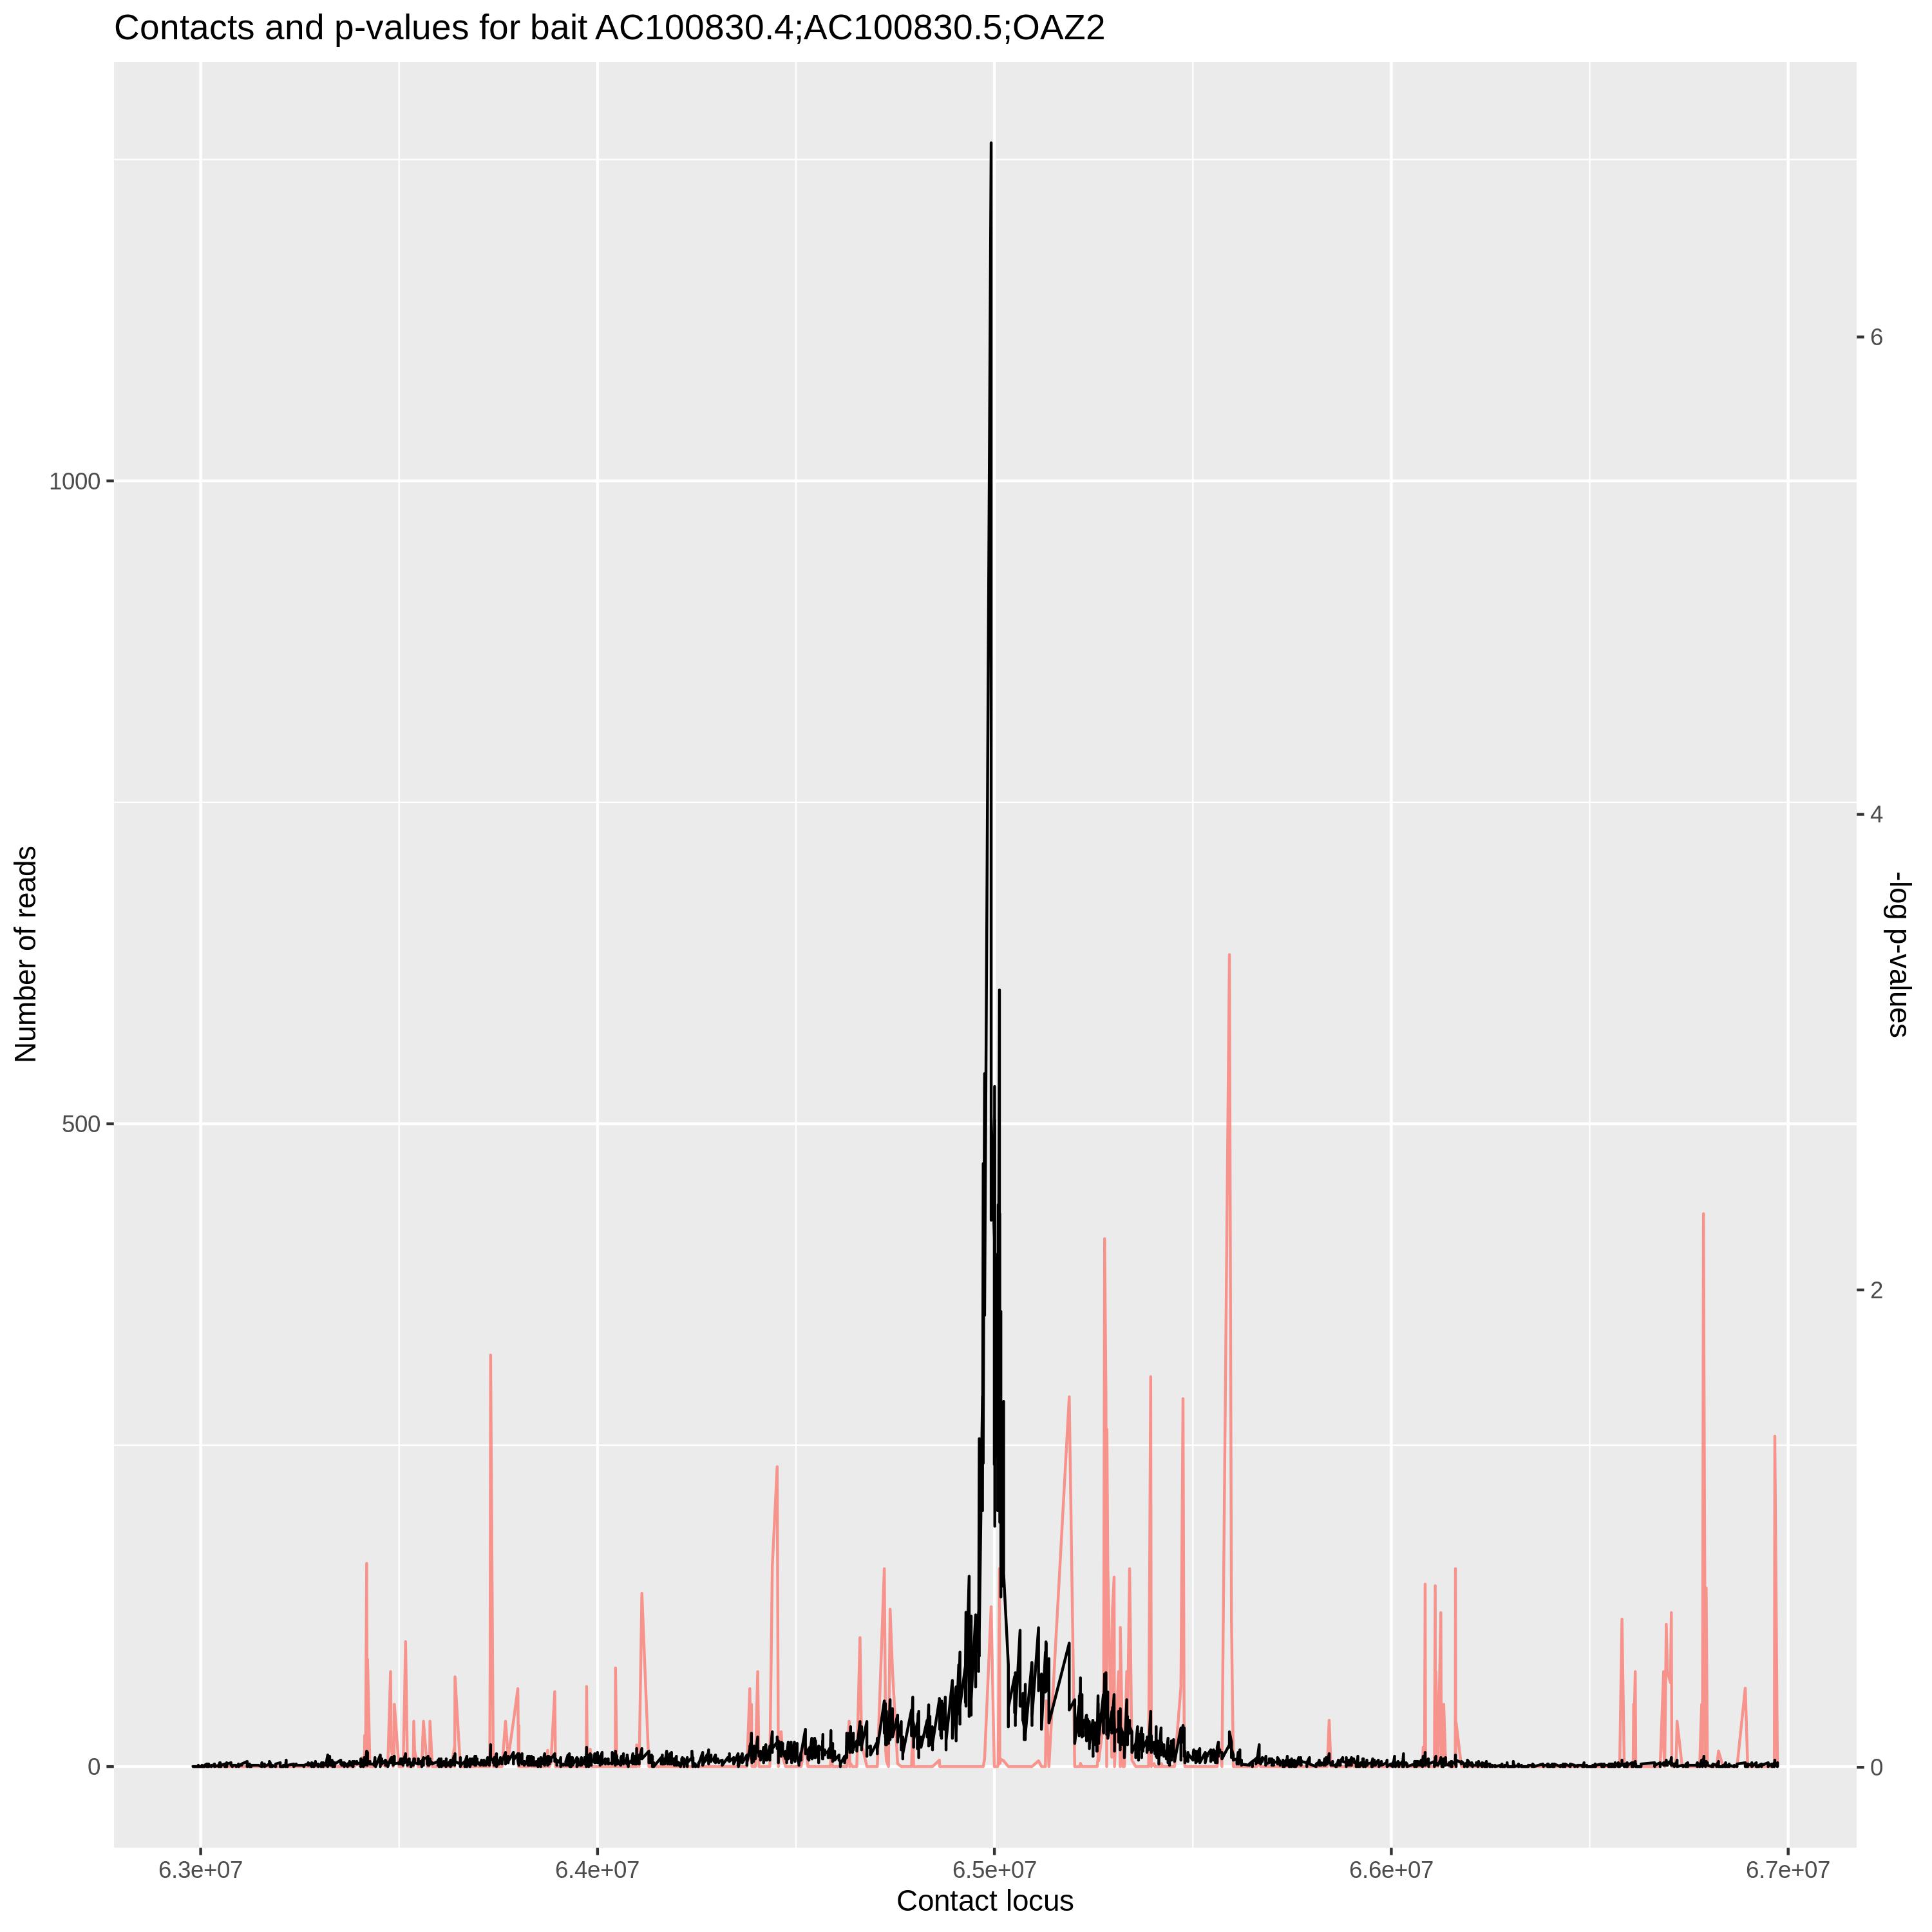 Contacts and p-values for bait AC100830.4;AC100830.5;OAZ2
Number of reads
1000
500
0
6
4
2
0
-log p-values
6.3e+07
6.4e+07
6.5e+07
6.6e+07
6.7e+07
Contact locus